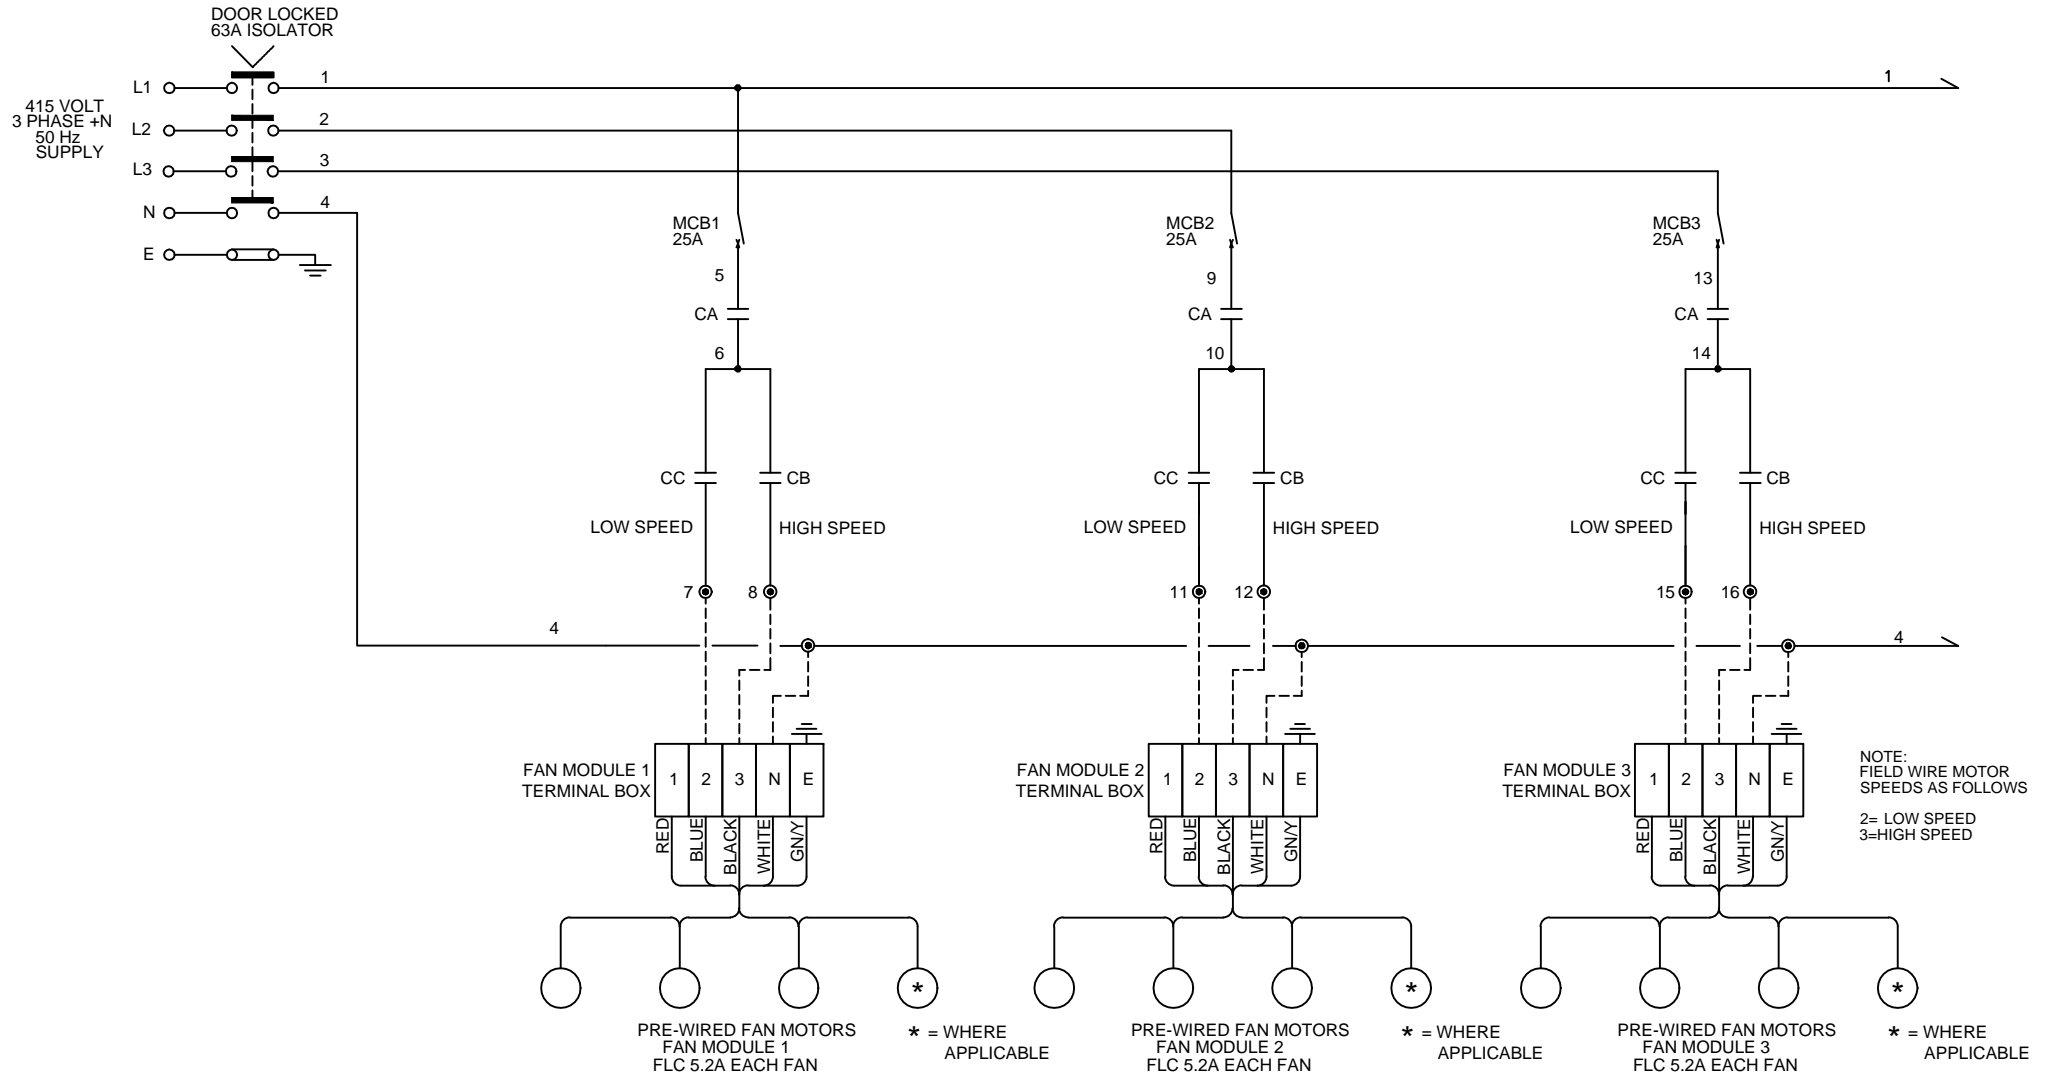 DOOR LOCKED
63A ISOLATOR
415 VOLT
3 PHASE +N
50 Hz
SUPPLY
L1
1
1
L2
2
L3
3
N
4
E
MCB1
25A
MCB2
25A
MCB3
25A
5
9
13
CA
CA
CA
6
10
14
CC
CB
CC
CB
CC
CB
LOW SPEED
HIGH SPEED
LOW SPEED
HIGH SPEED
LOW SPEED
HIGH SPEED
7
8
11
12
15
16
4
4
FAN MODULE 1
TERMINAL BOX
1 2 3 N E
FAN MODULE 2
TERMINAL BOX
1 2 3 N E
FAN MODULE 3
TERMINAL BOX
1 2 3 N E
NOTE:
FIELD WIRE MOTOR
SPEEDS AS FOLLOWS
2= LOW SPEED
3=HIGH SPEED
RED
BLUE
BLACK
WHITE
GN/Y
RED
BLUE
BLACK
WHITE
GN/Y
RED
BLUE
BLACK
WHITE
GN/Y
*
*
*
PRE-WIRED FAN MOTORS
FAN MODULE 1
FLC 5.2A EACH FAN
* = WHERE
APPLICABLE
PRE-WIRED FAN MOTORS
FAN MODULE 2
FLC 5.2A EACH FAN
* = WHERE
APPLICABLE
PRE-WIRED FAN MOTORS
FAN MODULE 3
FLC 5.2A EACH FAN
* = WHERE
APPLICABLE